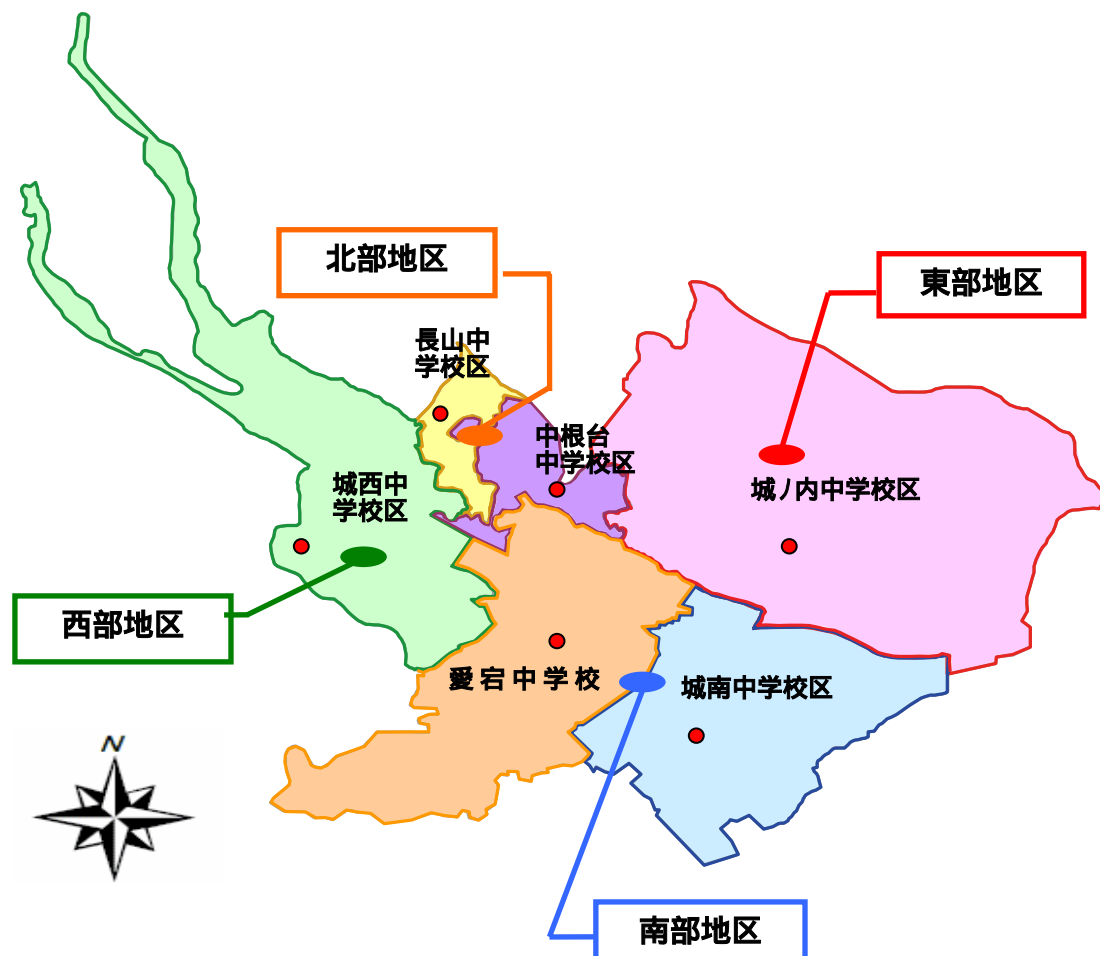 北部地区
東部地区
長山中
学校区
中根台
中学校区
城西中
学校区
城ノ内中学校区
西部地区
愛宕中学校
城南中学校区
N
南部地区